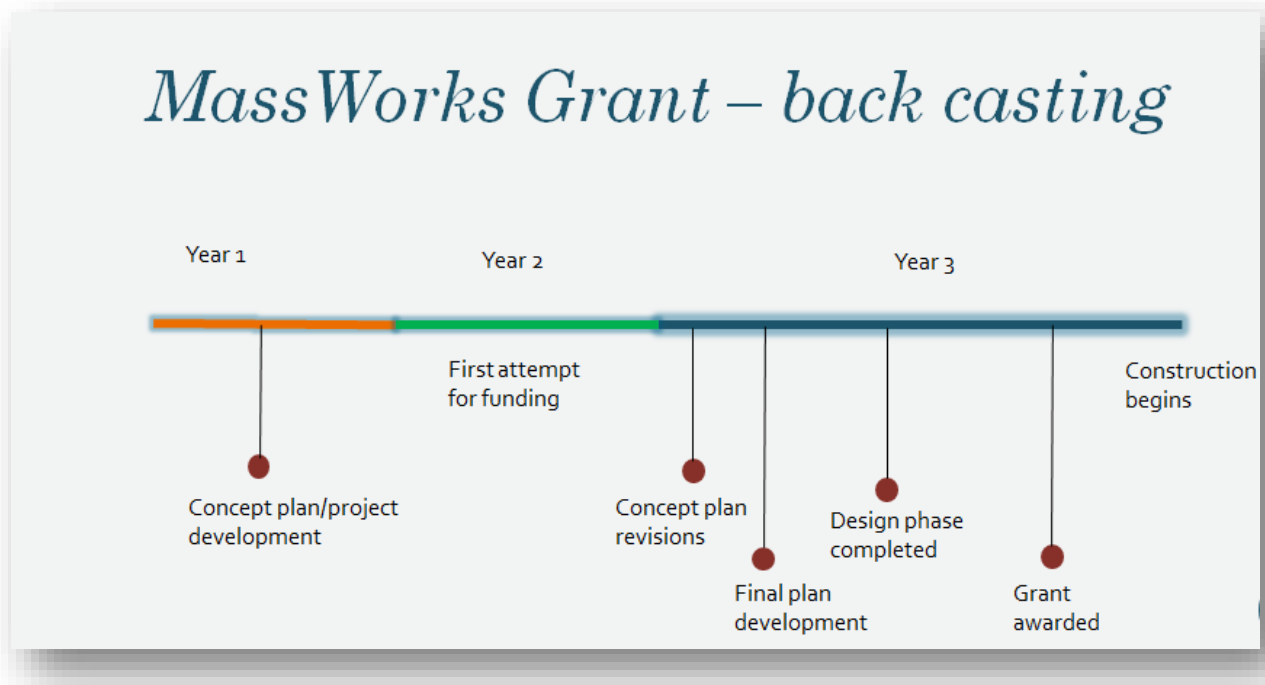 MassWorks Grant – back casting
Year 1
Year 2
Year 3
First attempt
for funding
Construction
begins
Concept plan/project
development
Concept plan
revisions
Design phase
completed
Final plan
development
Grant
awarded